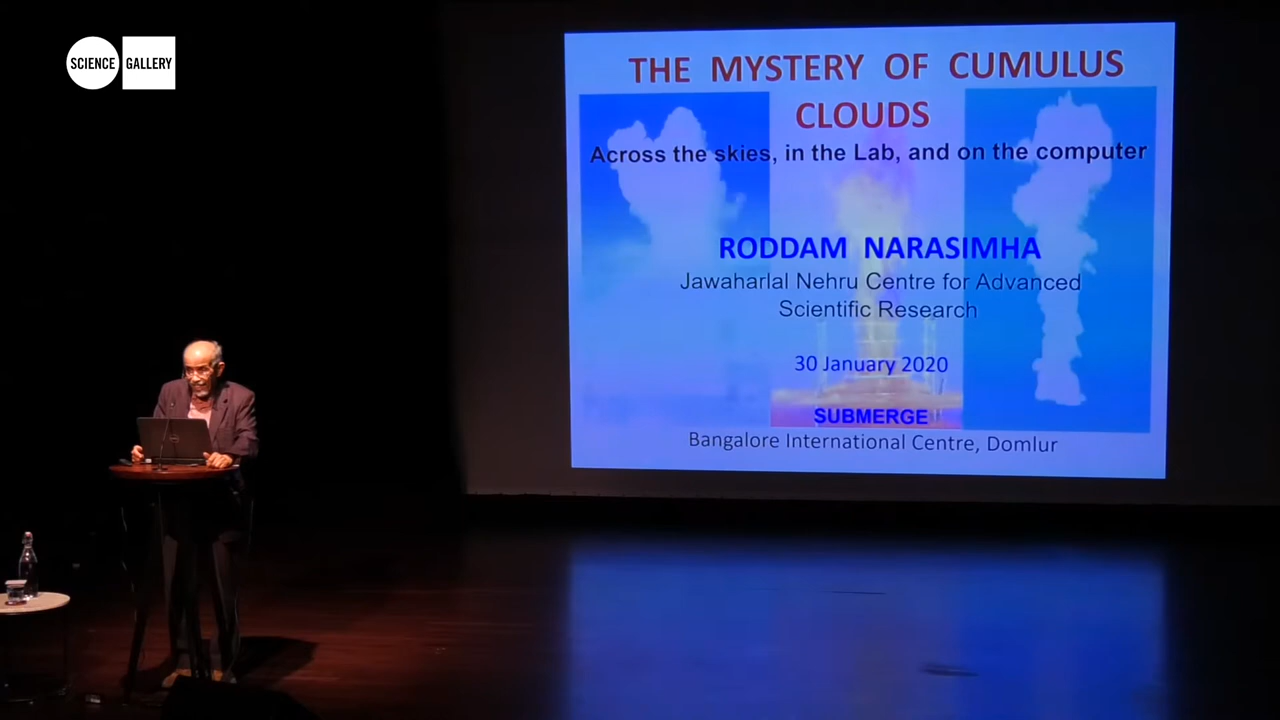 SCIENCE GALLERY
THE MYSTERY OF CUMULUS
CLOUDS
Across the skies, in the Lab, and on the computer
RODDAM NARASIMHA
Jawaharlal Nehru Centre for Advanced
Scientific Research
30 January 2020
SUBMERGE
Bangalore International Centre, Domlur